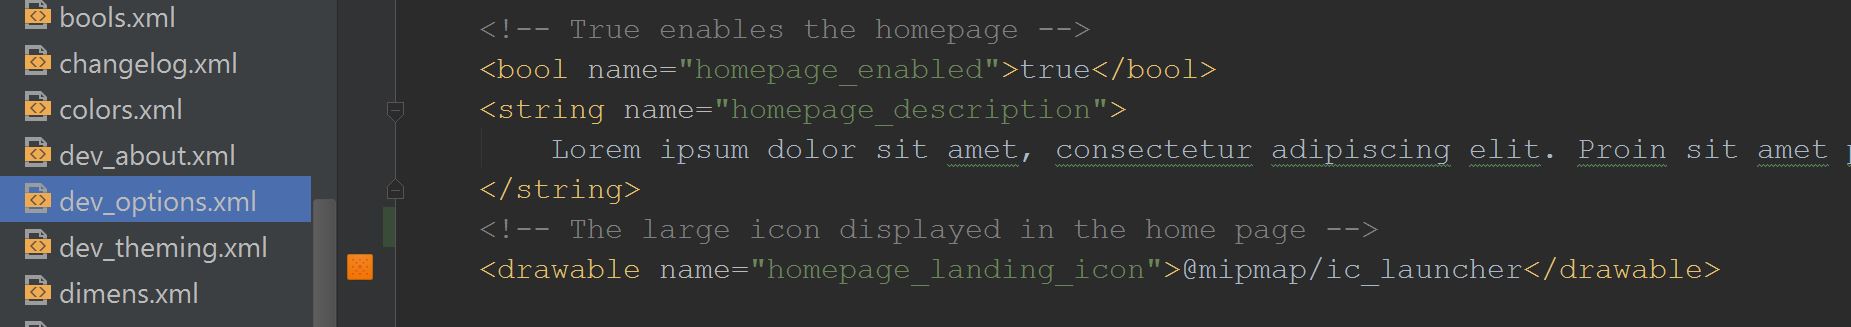 bools.xml
changelog.xml
colors.xml
dev_about.xml
dev_options.xml
dev_theming.xml
dimens.xml
<!-- True enables the homepage -->
<bool name="homepage_enabled">true</bool>
<string name="homepage_description">
Lorem ipsum dolor sit amet, consectetur adipiscing elit. Proin sit amet
</string>
<!-- The large icon displayed in the home page -->
<drawable name="homepage_landing_icon">@mipmap/ic_launcher</drawable>